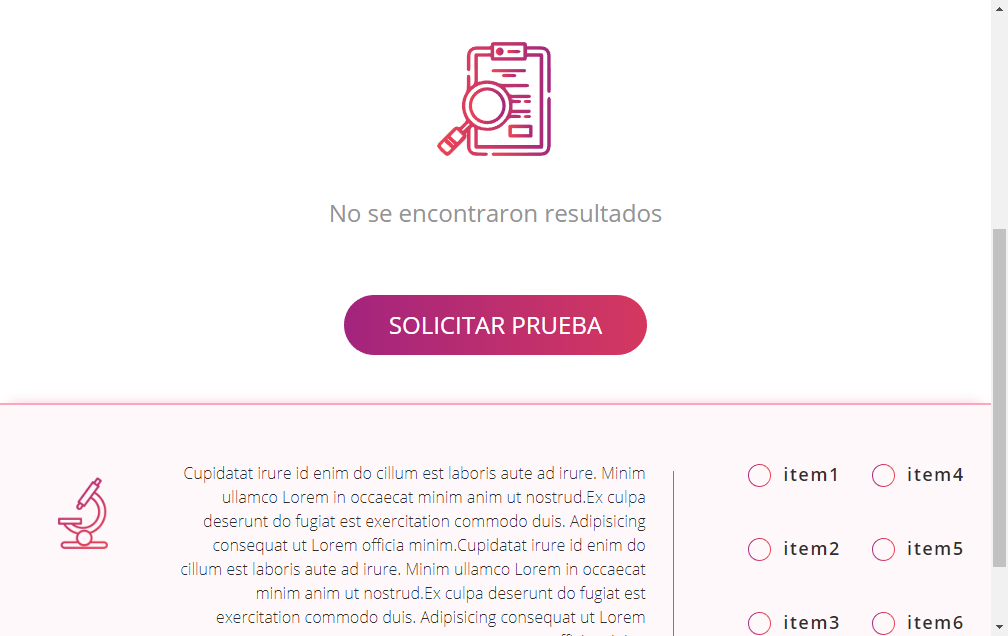 No se encontraron resultados
SOLICITAR PRUEBA
Cupidatat irure id enim do cillum est laboris aute ad irure. Minim
ullamco Lorem in occaecat minim anim ut nostrud.Ex culpa
deserunt do fugiat est exercitation commodo duis. Adipisicing
consequat ut Lorem officia minim.Cupidatat irure id enim do
cillum est laboris aute ad irure. Minim ullamco Lorem in occaecat
minim anim ut nostrud.Ex culpa deserunt do fugiat est
exercitation commodo duis. Adipisicing consequat ut Lorem
item1
item4
item2
item5
item3
item6